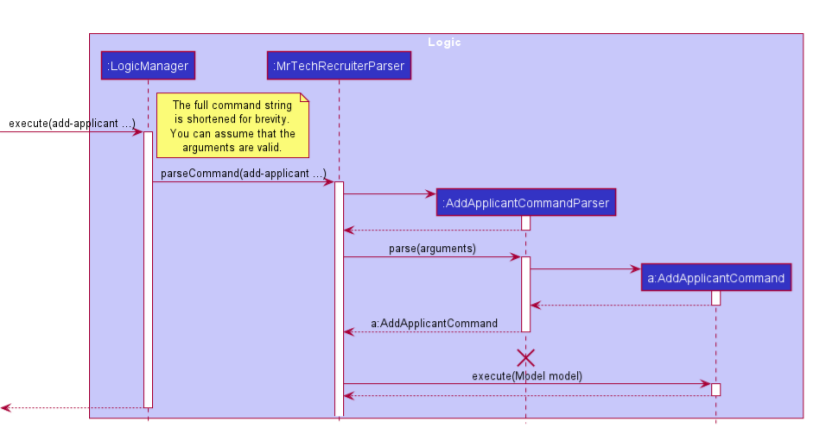 Logic
:LogicManager
:MrTechRecruiterParser
The full command string
is shortened for brevity.
You can assume that the
arguments are valid.
execute(add-applicant ...)
parseCommand(add-applicant ...)
:AddApplicantCommandParser
parse(arguments)
a:AddApplicantCommand
a:AddApplicantCommand
execute(Model model)